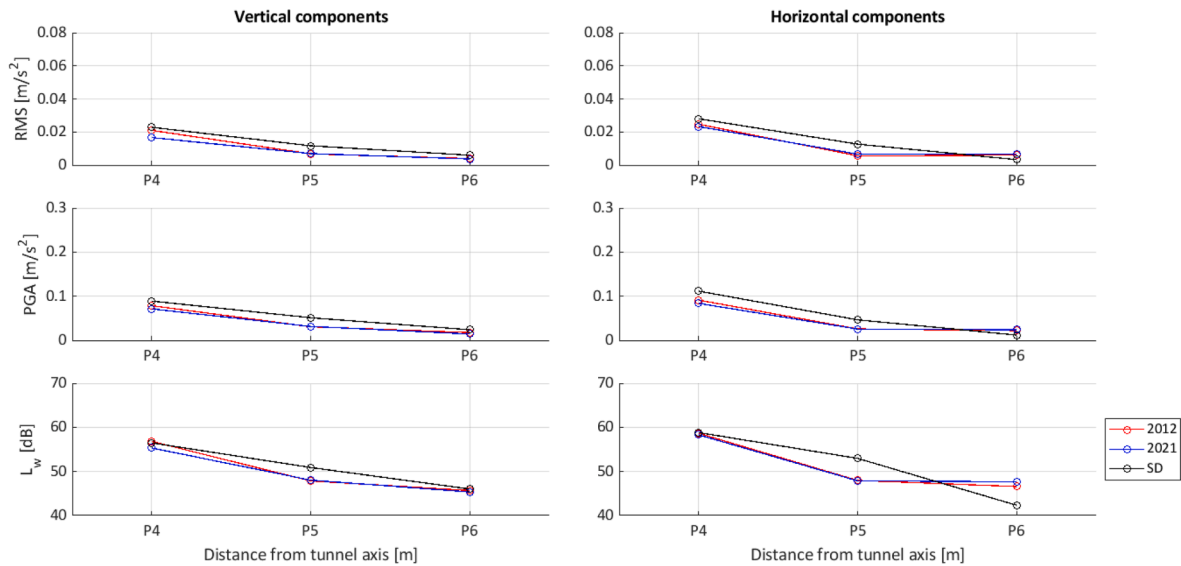 Vertical components
Horizontal components
RMS [m/s²]
0.08
0.06
0.04
0.02
0
P4
P5
P6
0.08
0.06
0.04
0.02
0
P4
P5
P6
PGA [m/s²]
0.3
0.2
0.1
0
P4
P5
P6
0.3
0.2
0.1
0
P4
P5
P6
L_w [dB]
70
60
50
40
P4
P5
P6
Distance from tunnel axis [m]
70
60
50
40
P4
P5
P6
Distance from tunnel axis [m]
2012
2021
SD